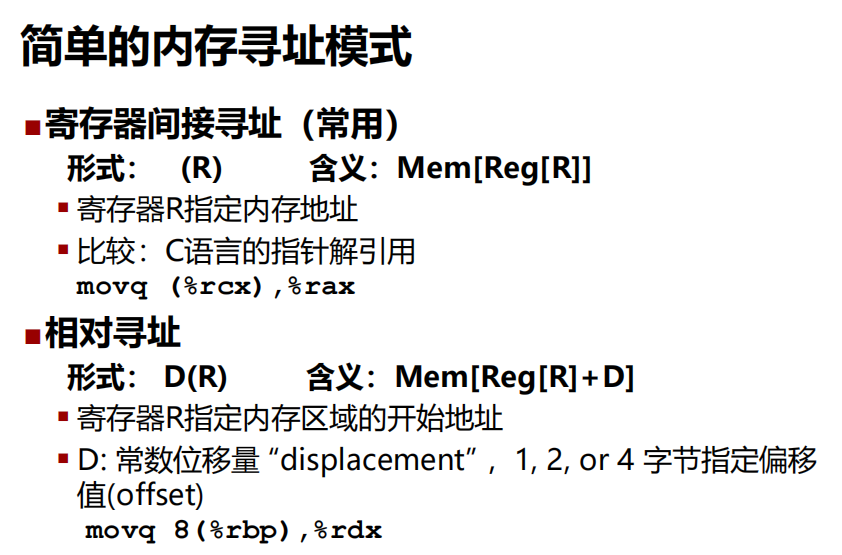 简单的内存寻址模式
■寄存器间接寻址（常用）
形式： (R) 含义：Mem[Reg[R]]
▪ 寄存器R指定内存地址
▪ 比较：C语言的指针解引用
movq (%rcx),%rax
■相对寻址
形式： D(R) 含义：Mem[Reg[R]+D]
▪ 寄存器R指定内存区域的开始地址
▪ D: 常数位移量 “displacement” ，1, 2, or 4 字节指定偏移
值(offset)
movq 8(%rbp),%rdx